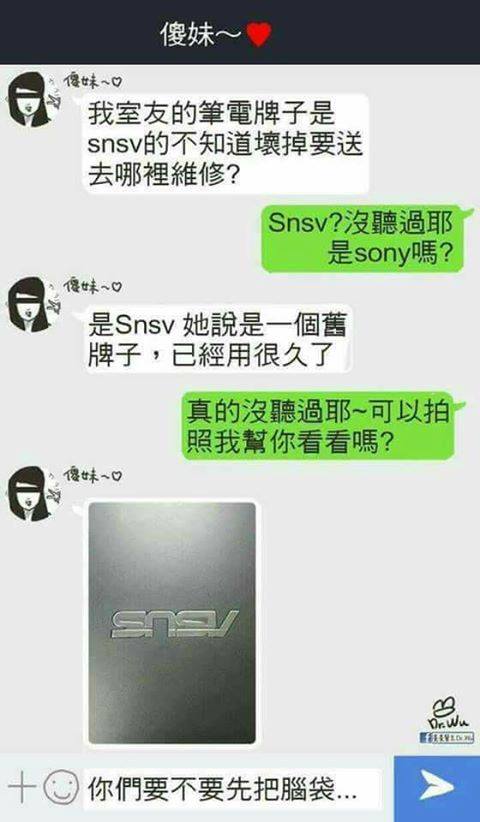 傻妹～❤
傻妹～♡
我室友的筆電牌子是
snsv的不知道壞掉要送
去哪裡維修?
Snsv?沒聽過耶
是sony嗎?
傻妹～♡
是Snsv 她說是一個舊
牌子，已經用很久了
真的沒聽過耶~可以拍
照我幫你看看嗎?
傻妹～♡
SNSV
Dr.Wu
你們要不要先把腦袋...